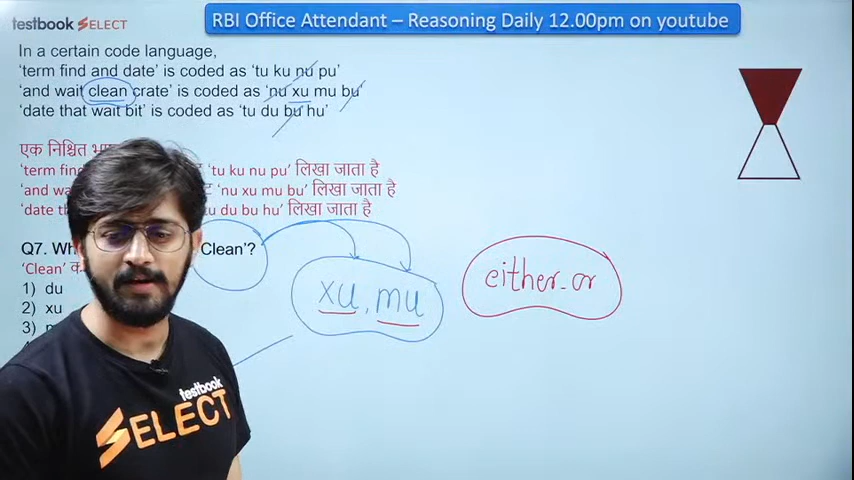 testbook SELECT
RBI Office Attendant – Reasoning Daily 12.00pm on youtube
In a certain code language,
‘term find and date’ is coded as ‘tu ku nu pu’
‘and wait clean crate’ is coded as ‘nu xu mu bu’
‘date that wait bit’ is coded as ‘tu du bu hu’
एक निश्चित
‘term find ‘tu ku nu pu’ लिखा जाता है
‘and ‘nu xu mu bu’ लिखा जाता है
‘date tu du bu hu’ लिखा जाता है
Q7. Clean’?
‘Clean’
1) du
2) xu
3)
xu, mu
either-or
testbook
SELECT